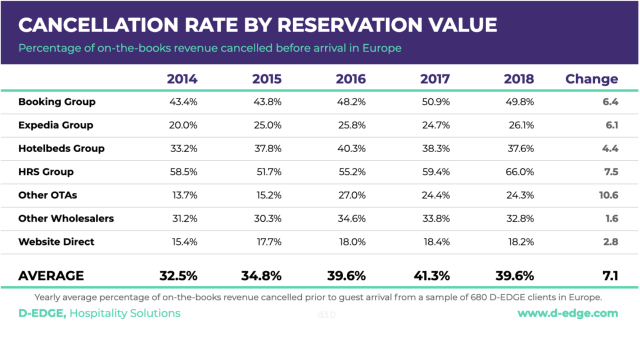 CANCELLATION RATE BY RESERVATION VALUE
Percentage of on-the-books revenue cancelled before arrival in Europe
2014 2015 2016 2017 2018 Change
Booking Group 43.4% 43.8% 48.2% 50.9% 49.8% 6.4
Expedia Group 20.0% 25.0% 25.8% 24.7% 26.1% 6.1
Hotelbeds Group 33.2% 37.8% 40.3% 38.3% 37.6% 4.4
HRS Group 58.5% 51.7% 55.2% 59.4% 66.0% 7.5
Other OTAs 13.7% 15.2% 27.0% 24.4% 24.3% 10.6
Other Wholesalers 31.2% 30.3% 34.6% 33.8% 32.8% 1.6
Website Direct 15.4% 17.7% 18.0% 18.4% 18.2% 2.8
AVERAGE 32.5% 34.8% 39.6% 41.3% 39.6% 7.1
Yearly average percentage of on-the-books revenue cancelled prior to guest arrival from a sample of 680 D-EDGE clients in Europe.
D-EDGE, Hospitality Solutions www.d-edge.com